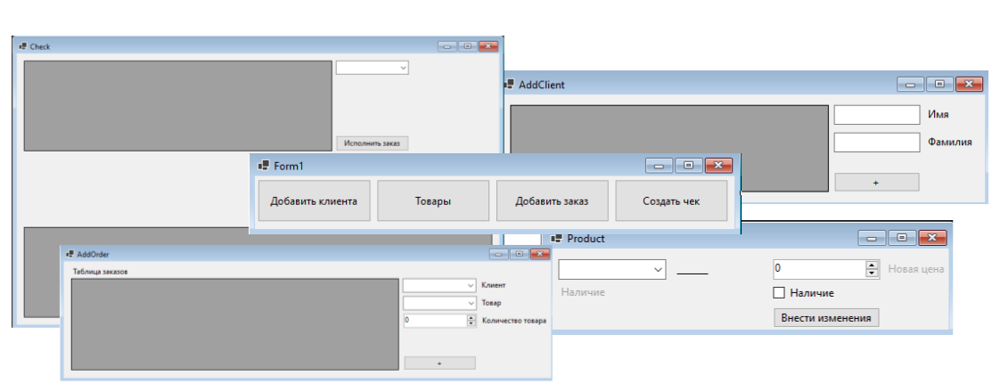 Check
Исполнить заказ
AddClient
Имя
Фамилия
+
Form1
Добавить клиента
Товары
Добавить заказ
Создать чек
Product
0
Новая цена
Наличие
Наличие
Внести изменения
AddOrder
Таблица заказов
Клиент
Товар
0
Количество товара
+